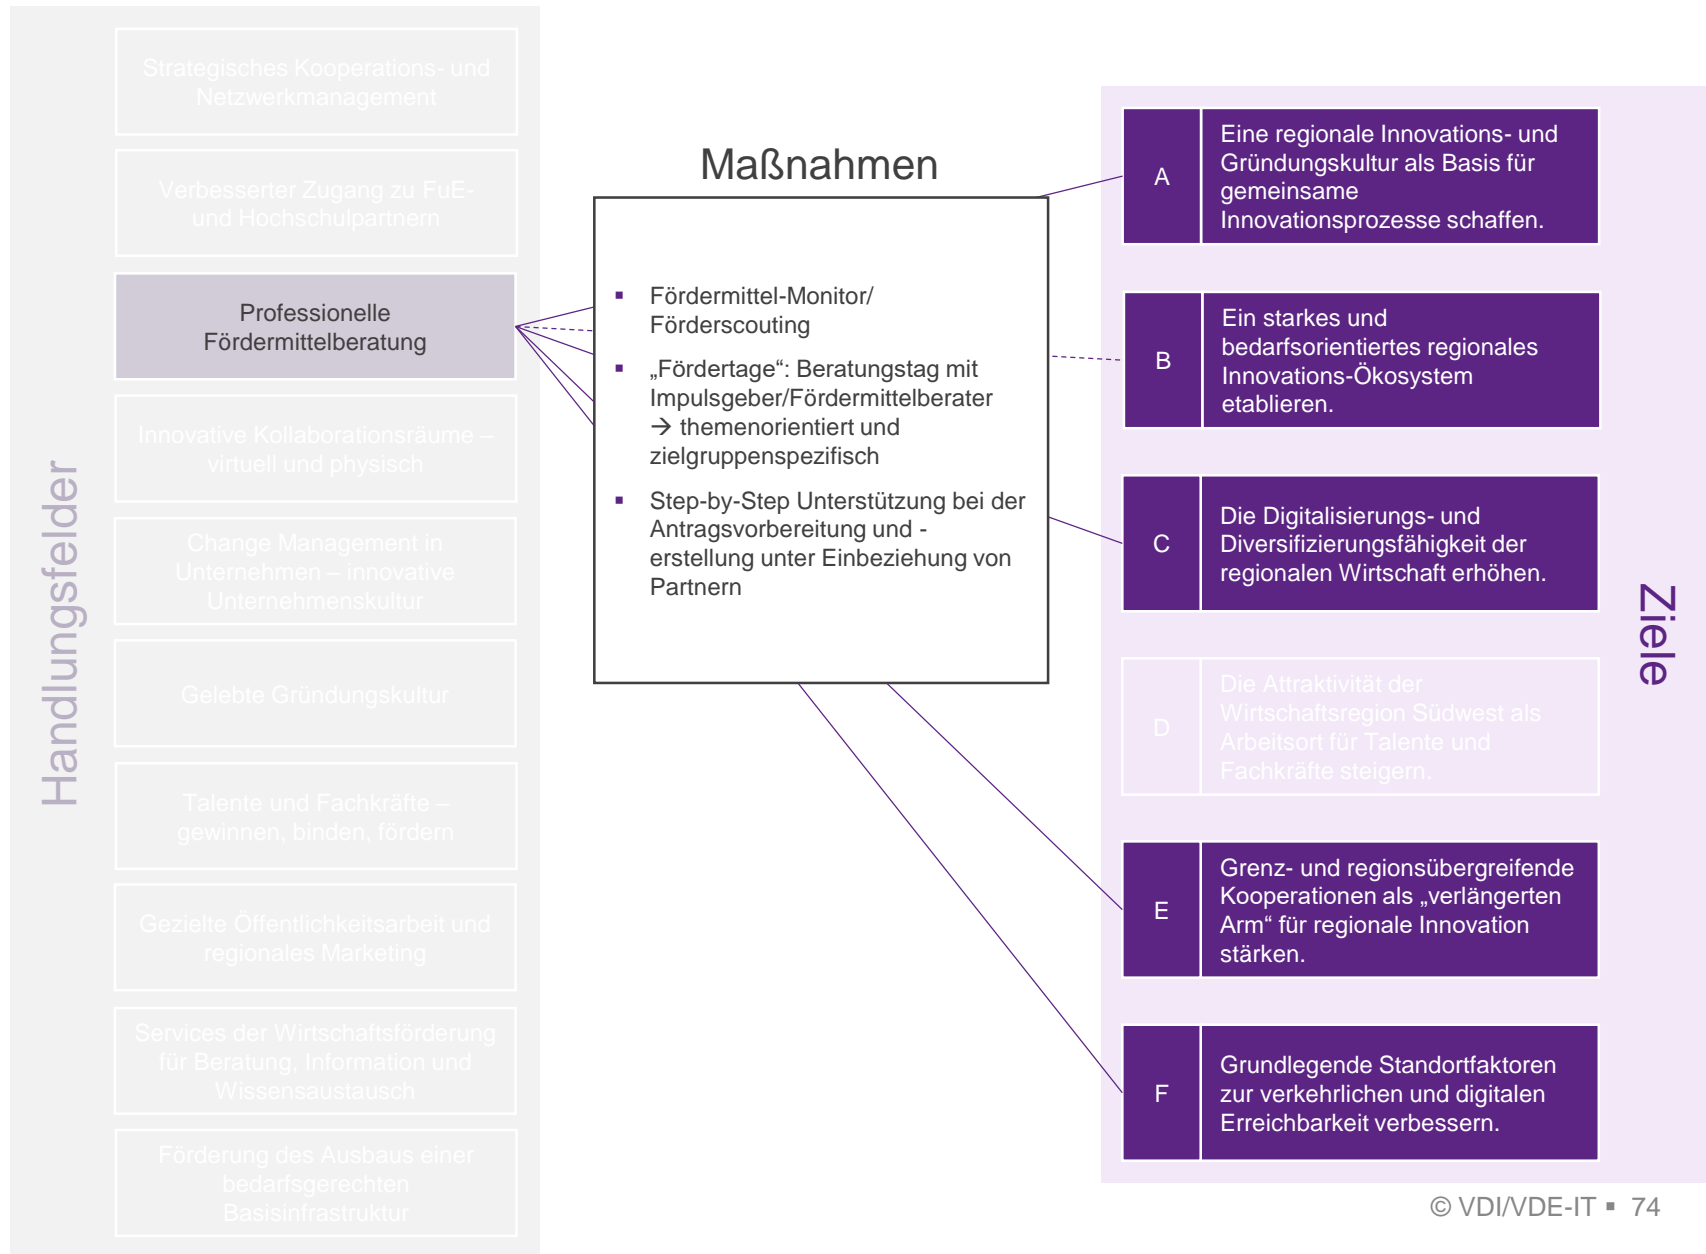 Handlungsfelder
Strategisches Kooperations- und
Netzwerkmanagement
Verbesserter Zugang zu FuE-
und Hochschulpartnern
Professionelle
Fördermittelberatung
Innovative Kollaborationsräume –
virtuell und physisch
Change Management in
Unternehmen – innovative
Unternehmenskultur
Gelebte Gründungskultur
Talente und Fachkräfte –
gewinnen, binden, fördern
Gezielte Öffentlichkeitsarbeit und
regionales Marketing
Services der Wirtschaftsförderung
für Beratung, Information und
Wissensaustausch
Förderung des Ausbaus einer
bedarfsgerechten
Basisinfrastruktur
Maßnahmen
▪ Fördermittel-Monitor/
Förderscouting
▪ „Fördertage“: Beratungstag mit
Impulsgeber/Fördermittelberater
→ themenorientiert und
zielgruppenspezifisch
▪ Step-by-Step Unterstützung bei der
Antragsvorbereitung und -
erstellung unter Einbeziehung von
Partnern
Ziele
A
Eine regionale Innovations- und
Gründungskultur als Basis für
gemeinsame
Innovationsprozesse schaffen.
B
Ein starkes und
bedarfsorientiertes regionales
Innovations-Ökosystem
etablieren.
C
Die Digitalisierungs- und
Diversifizierungsfähigkeit der
regionalen Wirtschaft erhöhen.
D
Die Attraktivität der
Wirtschaftsregion Südwest als
Arbeitsort für Talente und
Fachkräfte steigern.
E
Grenz- und regionsübergreifende
Kooperationen als „verlängerten
Arm“ für regionale Innovation
stärken.
F
Grundlegende Standortfaktoren
zur verkehrlichen und digitalen
Erreichbarkeit verbessern.
© VDI/VDE-IT ▪ 74